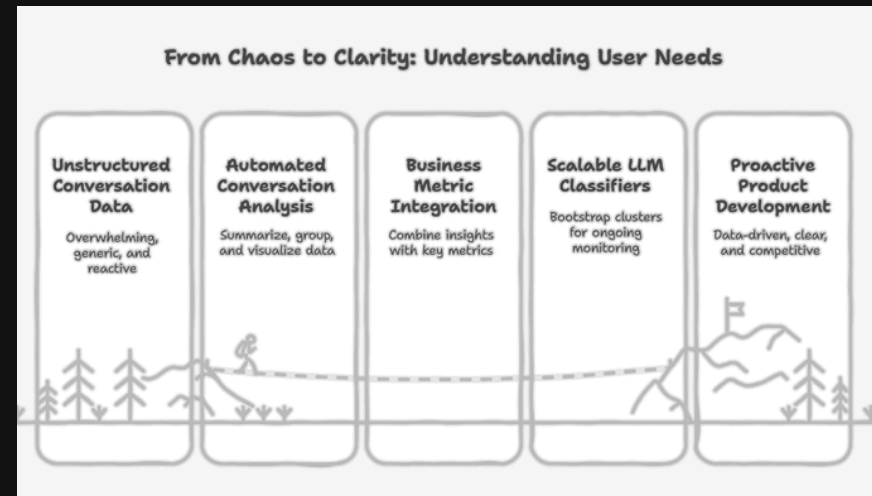 From Chaos to Clarity: Understanding User Needs
Unstructured
Conversation
Data
Overwhelming,
generic, and
reactive
Automated
Conversation
Analysis
Summarize, group,
and visualize data
Business
Metric
Integration
Combine insights
with key metrics
Scalable LLM
Classifiers
Bootstrap clusters
for ongoing
monitoring
Proactive
Product
Development
Data-driven, clear,
and competitive